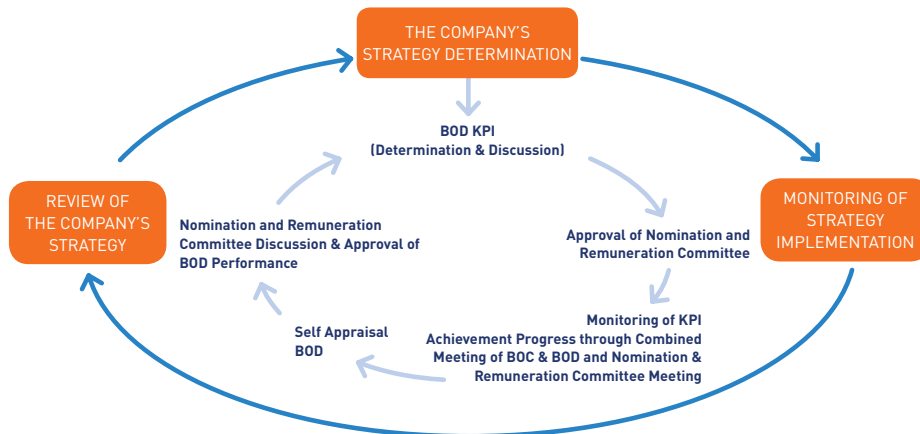 THE COMPANY'S
STRATEGY DETERMINATION
BOD KPI
(Determination & Discussion)
REVIEW OF
THE COMPANY'S
STRATEGY
MONITORING OF
STRATEGY
IMPLEMENTATION
Nomination and Remuneration
Committee Discussion & Approval of
BOD Performance
Approval of Nomination and
Remuneration Committee
Self Appraisal
BOD
Monitoring of KPI
Achievement Progress through Combined
Meeting of BOC & BOD and Nomination &
Remuneration Committee Meeting